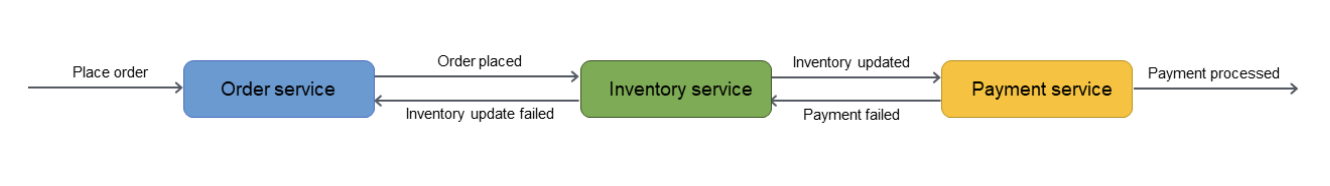 Place order
Order service
Order placed
Inventory update failed
Inventory service
Inventory updated
Payment failed
Payment service
Payment processed